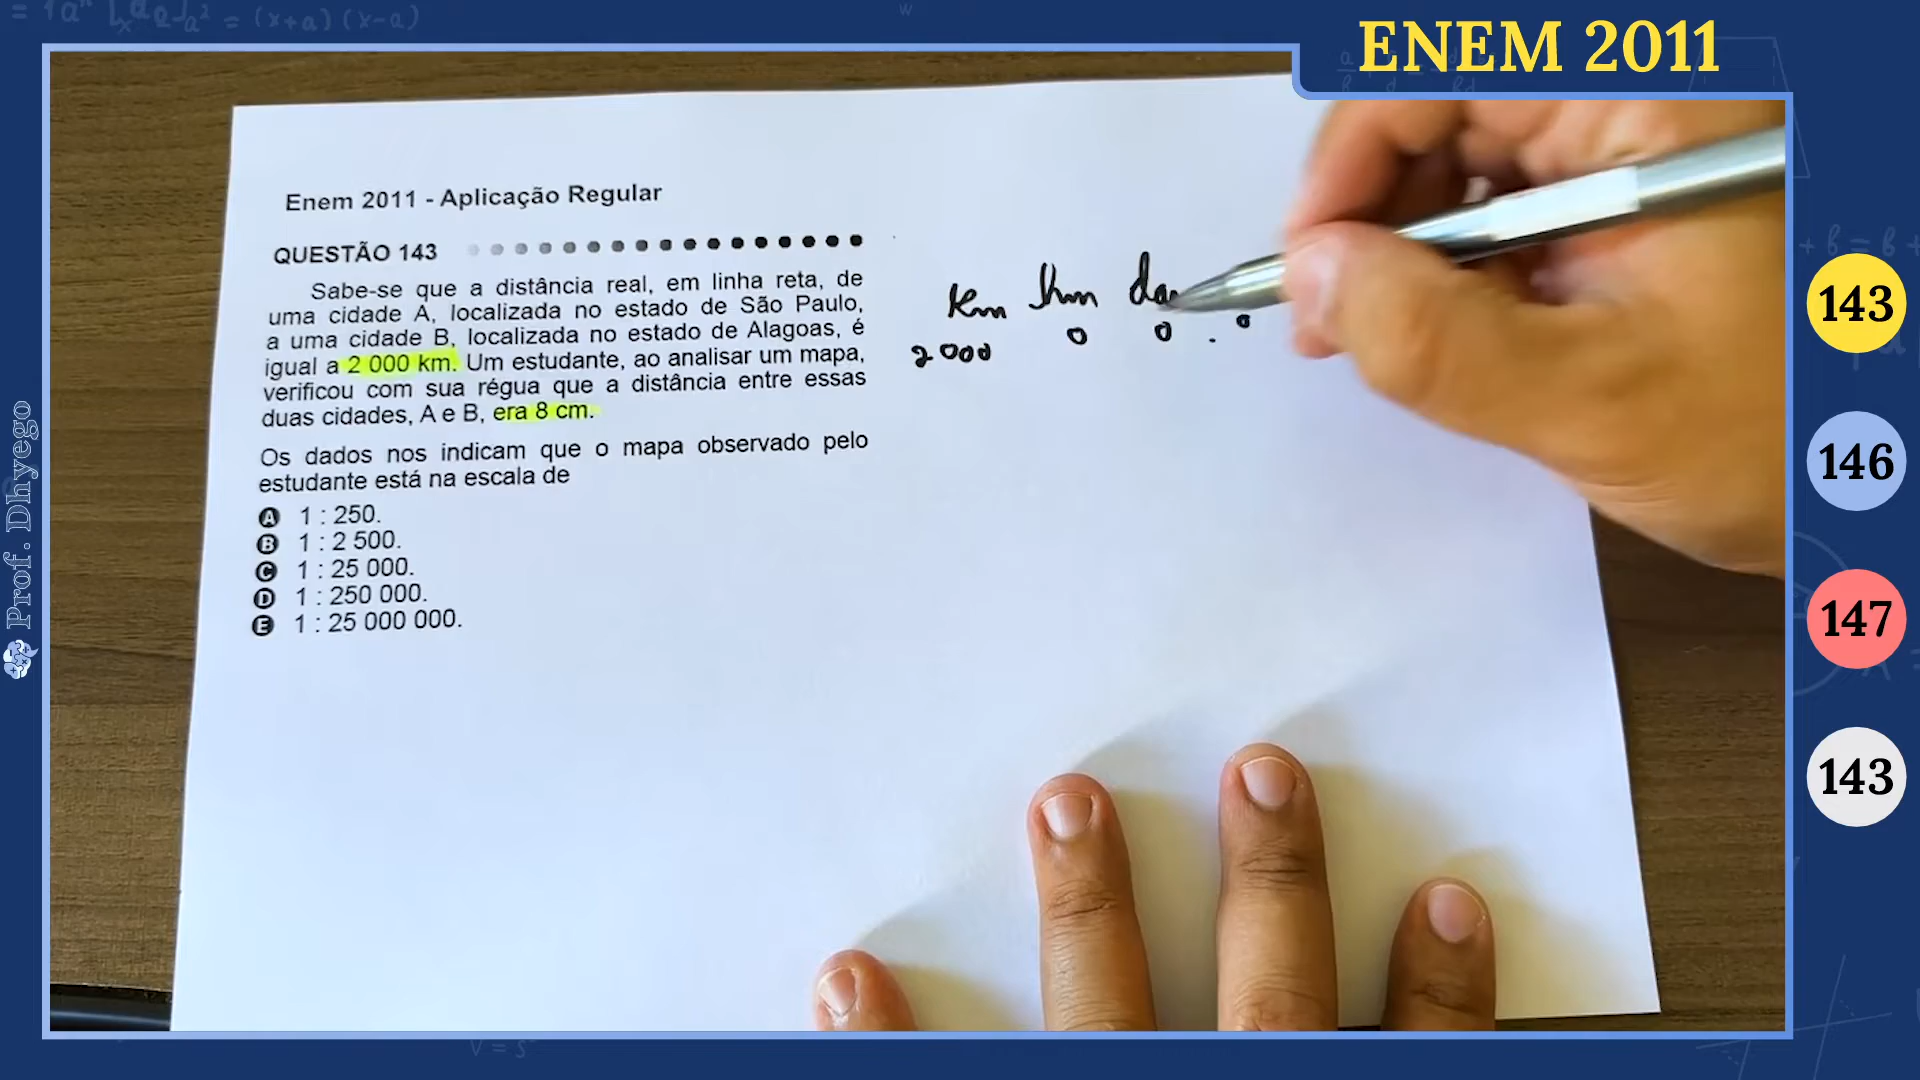 ENEM 2011
Enem 2011 - Aplicação Regular
QUESTÃO 143
Sabe-se que a distância real, em linha reta, de
uma cidade A, localizada no estado de São Paulo,
a uma cidade B, localizada no estado de Alagoas, é
igual a 2 000 km. Um estudante, ao analisar um mapa,
verificou com sua régua que a distância entre essas
duas cidades, A e B, era 8 cm.
Os dados nos indicam que o mapa observado pelo
estudante está na escala de
A 1 : 250.
B 1 : 2 500.
C 1 : 25 000.
D 1 : 250 000.
E 1 : 25 000 000.
Km hm da
2000 0 0 . 0
143
146
147
143
Prof. Dhyego